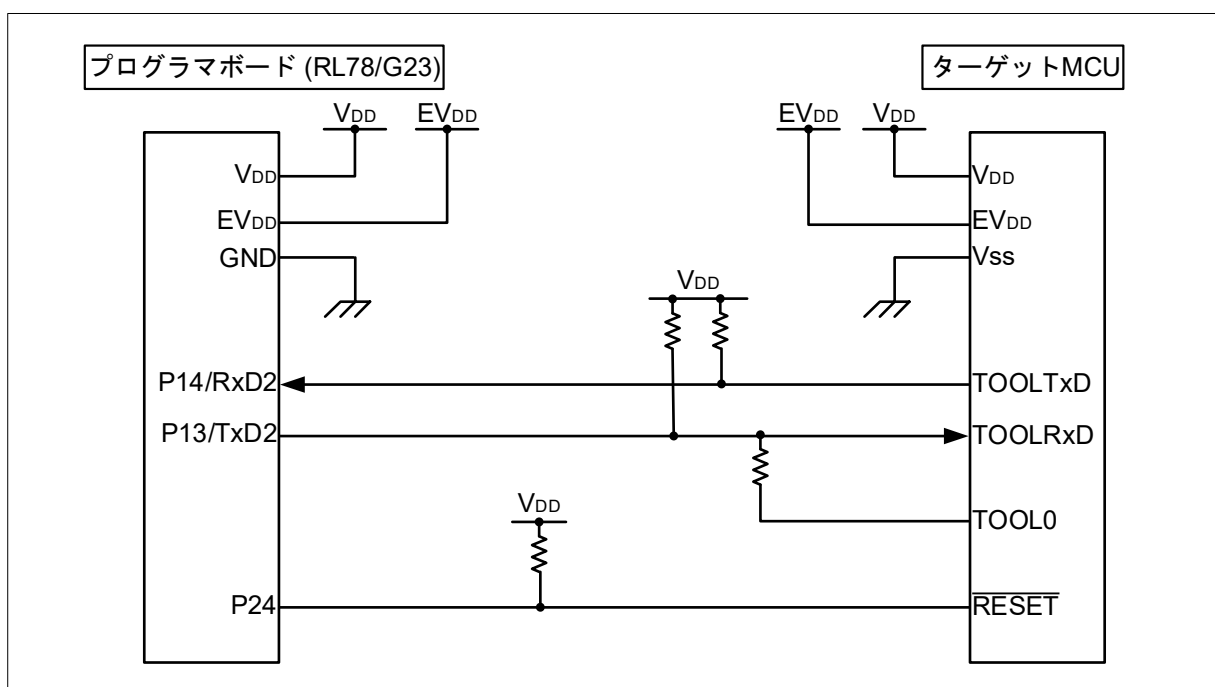 プログラマボード (RL78/G23)
VDD
EVDD
VDD
EVDD
GND
P14/RxD2
P13/TxD2
P24
VDD
VDD
ターゲットMCU
EVDD
VDD
VDD
EVDD
Vss
TOOLTxD
TOOLRxD
TOOL0
RESET